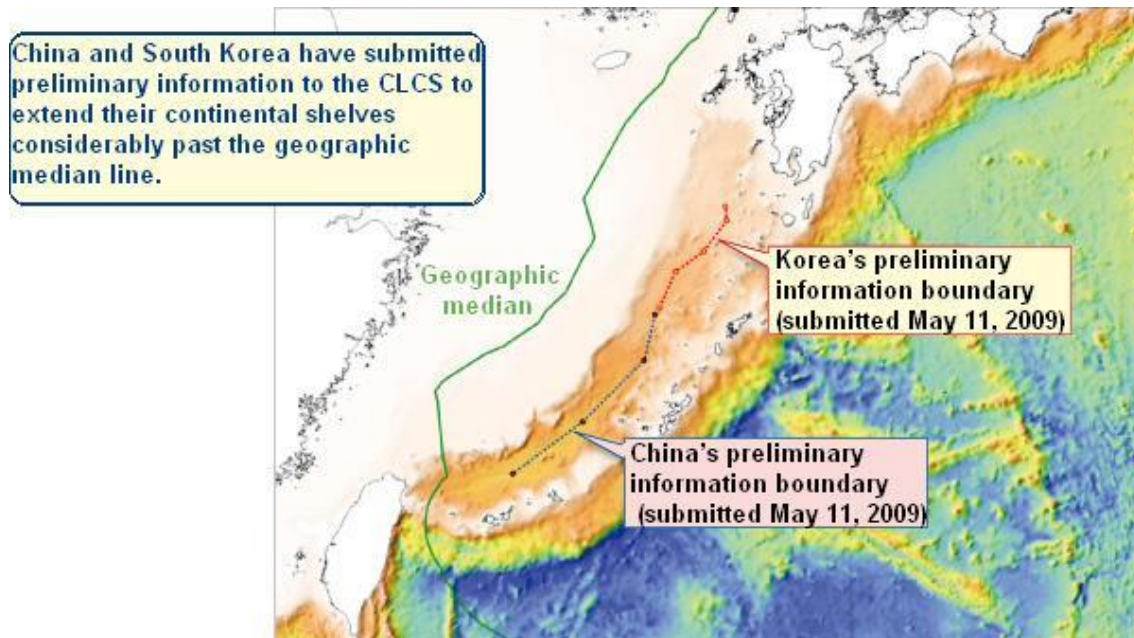 China and South Korea have submitted
preliminary information to the CLCS to
extend their continental shelves
considerably past the geographic
median line.
Geographic
median
Korea's preliminary
information boundary
(submitted May 11, 2009)
China's preliminary
information boundary
(submitted May 11, 2009)